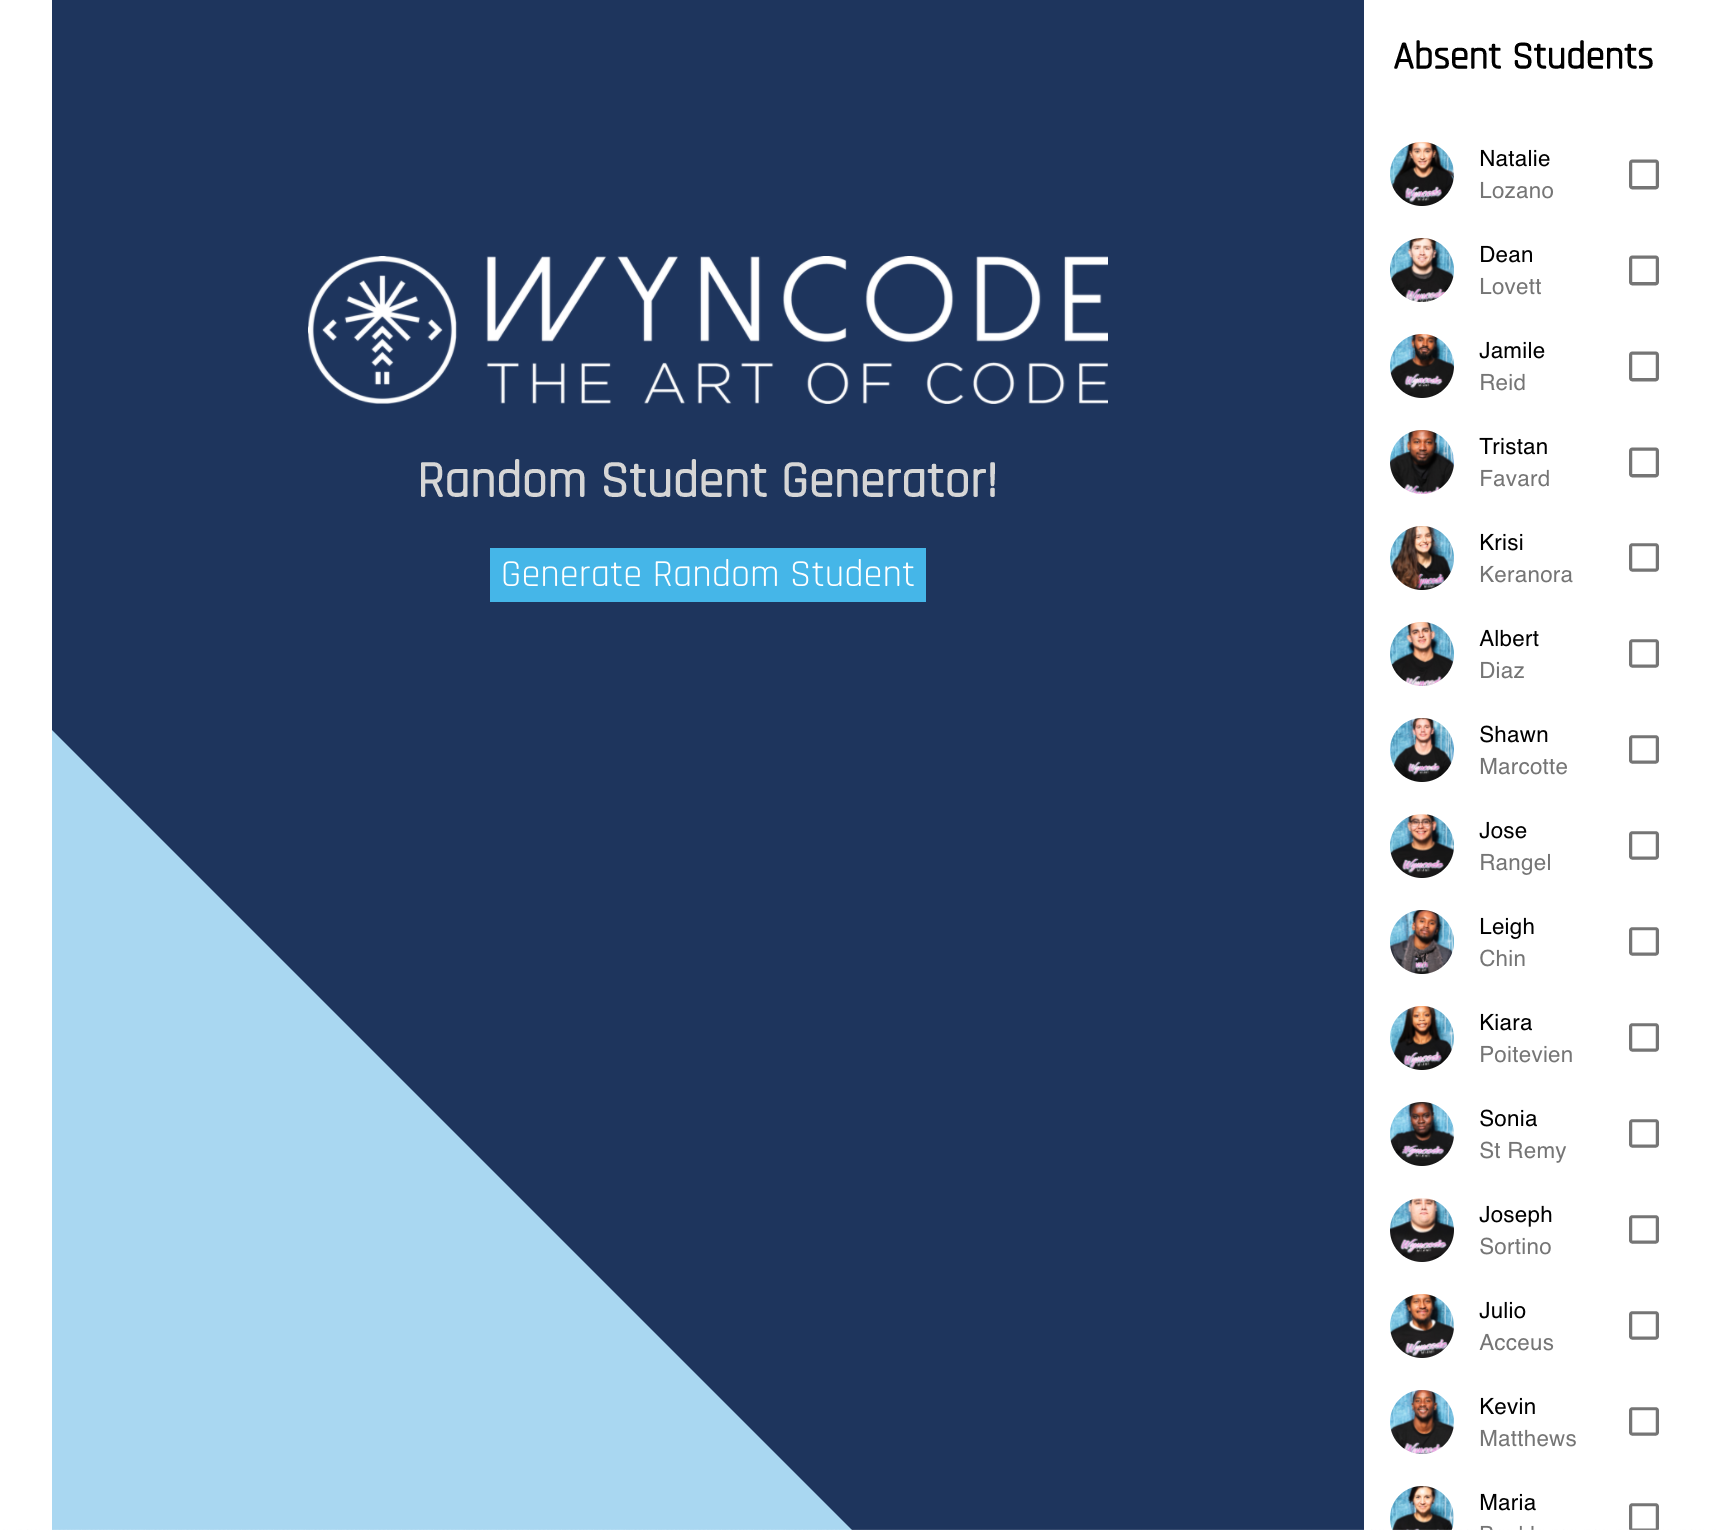 WYNCODE
THE ART OF CODE
Random Student Generator!
Generate Random Student
Absent Students
Natalie
Lozano
Dean
Lovett
Jamile
Reid
Tristan
Favard
Krisi
Keranora
Albert
Diaz
Shawn
Marcotte
Jose
Rangel
Leigh
Chin
Kiara
Poitevien
Sonia
St Remy
Joseph
Sortino
Julio
Acceus
Kevin
Matthews
Maria